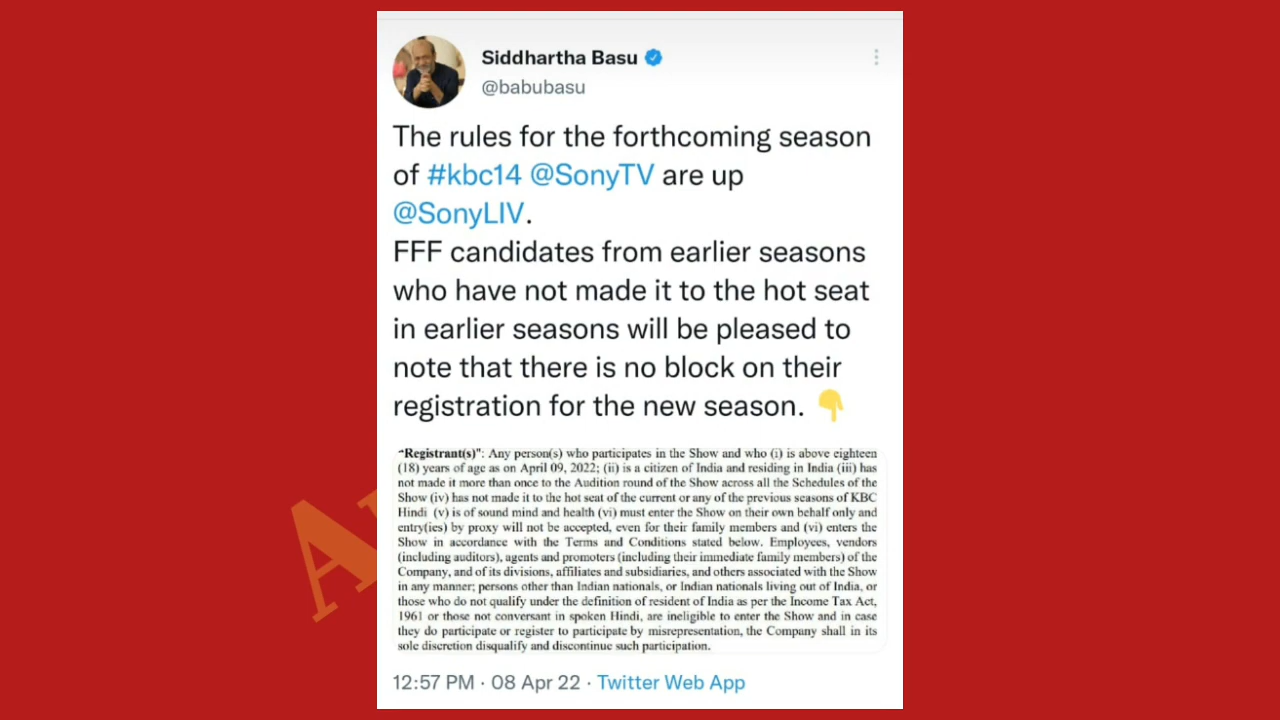 Siddhartha Basu
@babubasu
The rules for the forthcoming season
of #kbc14 @SonyTV are up
@SonyLIV.
FFF candidates from earlier seasons
who have not made it to the hot seat
in earlier seasons will be pleased to
note that there is no block on their
registration for the new season. 👇
"Registrant(s)": Any person(s) who participates in the Show and who (i) is above eighteen
(18) years of age as on April 09, 2022; (ii) is a citizen of India and residing in India (iii) has
not made it more than once to the Audition round of the Show across all the Schedules of the
Show (iv) has not made it to the hot seat of the current or any of the previous seasons of KBC
Hindi (v) is of sound mind and health (vi) must enter the Show on their own behalf only and
entry(ies) by proxy will not be accepted, even for their family members and (vi) enters the
Show in accordance with the Terms and Conditions stated below. Employees, vendors
(including auditors), agents and promoters (including their immediate family members) of the
Company, and of its divisions, affiliates and subsidiaries, and others associated with the Show
in any manner; persons other than Indian nationals, or Indian nationals living out of India, or
those who do not qualify under the definition of resident of India as per the Income Tax Act,
1961 or those not conversant in spoken Hindi, are ineligible to enter the Show and in case
they do participate or register to participate by misrepresentation, the Company shall in its
sole discretion disqualify and discontinue such participation.
12:57 PM · 08 Apr 22 · Twitter Web App